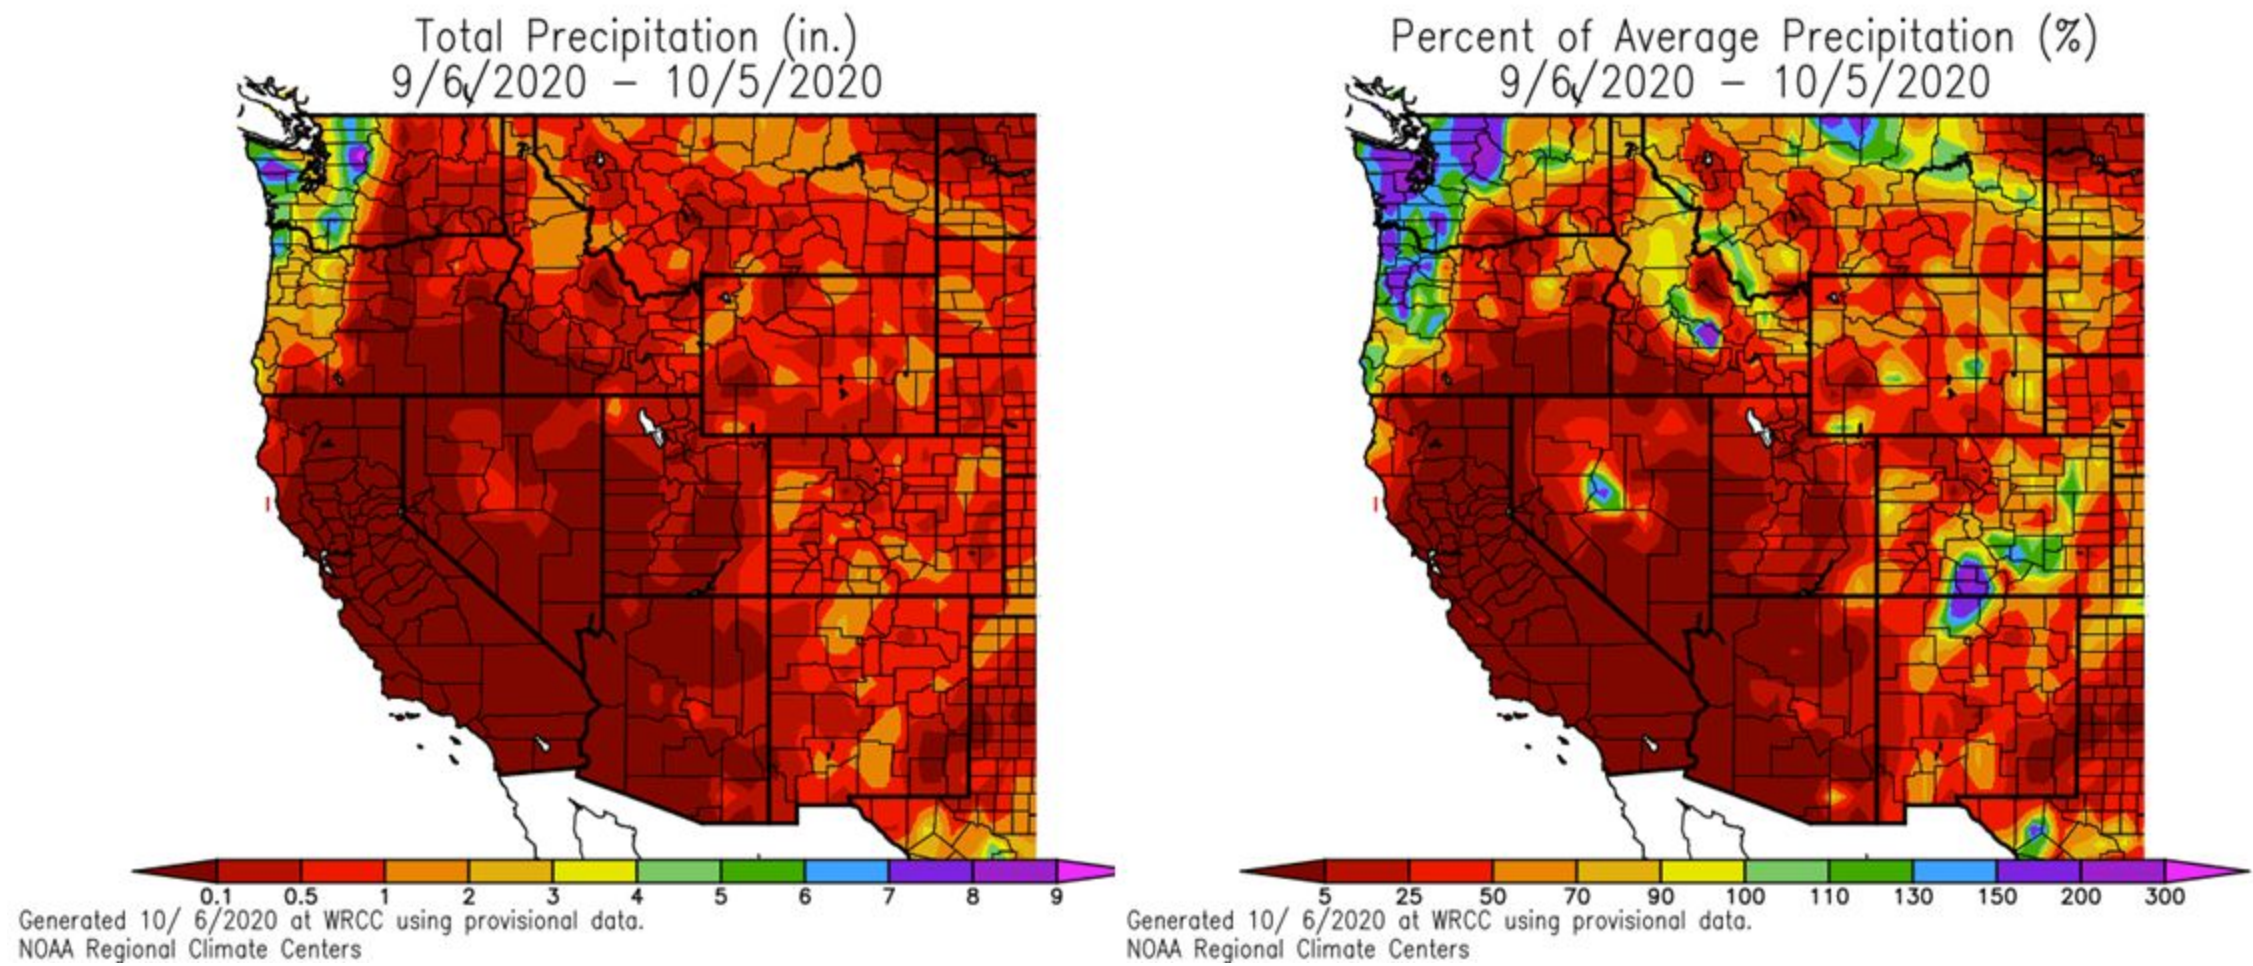 Total Precipitation (in.)
9/6/2020 – 10/5/2020
0.1 0.5 1 2 3 4 5 6 7 8 9
Generated 10/ 6/2020 at WRCC using provisional data.
NOAA Regional Climate Centers
Percent of Average Precipitation (%)
9/6/2020 – 10/5/2020
5 25 50 70 90 100 110 130 150 200 300
Generated 10/ 6/2020 at WRCC using provisional data.
NOAA Regional Climate Centers